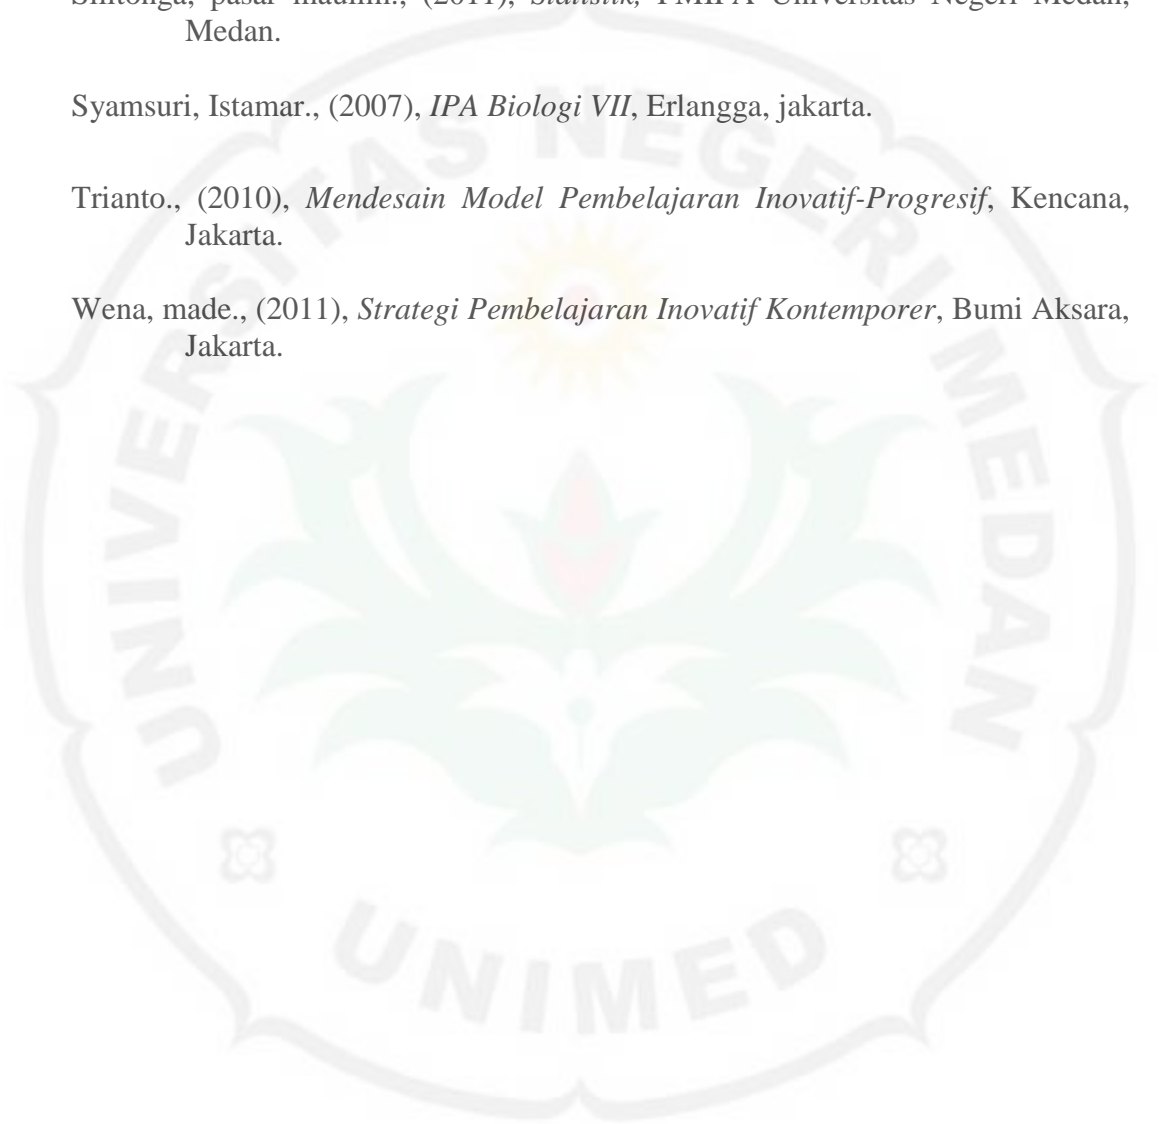 pasar (2011), Statistik, Universitas Negeri Medan,
Medan.
Syamsuri, Istamar., (2007), IPA Biologi VII, Erlangga, jakarta.
Trianto., (2010), Mendesain Model Pembelajaran Inovatif-Progresif, Kencana,
Jakarta.
Wena, made., (2011), Strategi Pembelajaran Inovatif Kontemporer, Bumi Aksara,
Jakarta.
UNIVERSITAS NEGERI MEDAN
UNIMED